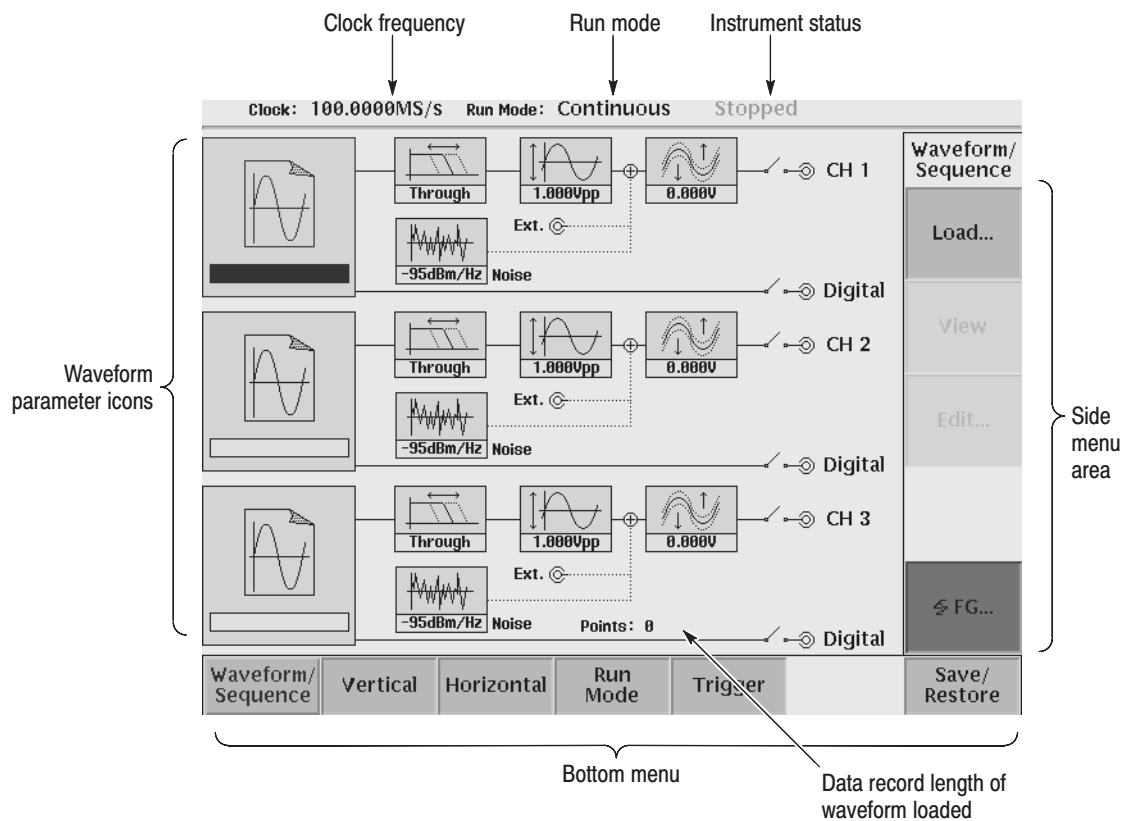 Clock frequency
Run mode
Instrument status
Clock: 100.0000MS/s Run Mode: Continuous Stopped
Waveform/
Sequence
Load...
View
Edit...
FG...
Through
1.000Vpp
0.000V
CH 1
Ext.
-95dBm/Hz Noise
Digital
Through
1.000Vpp
0.000V
CH 2
Ext.
-95dBm/Hz Noise
Digital
Through
1.000Vpp
0.000V
CH 3
Ext.
-95dBm/Hz Noise
Points: 0
Digital
Waveform
parameter icons
Side
menu
area
Waveform/
Sequence
Vertical
Horizontal
Run
Mode
Trigger
Save/
Restore
Bottom menu
Data record length of
waveform loaded